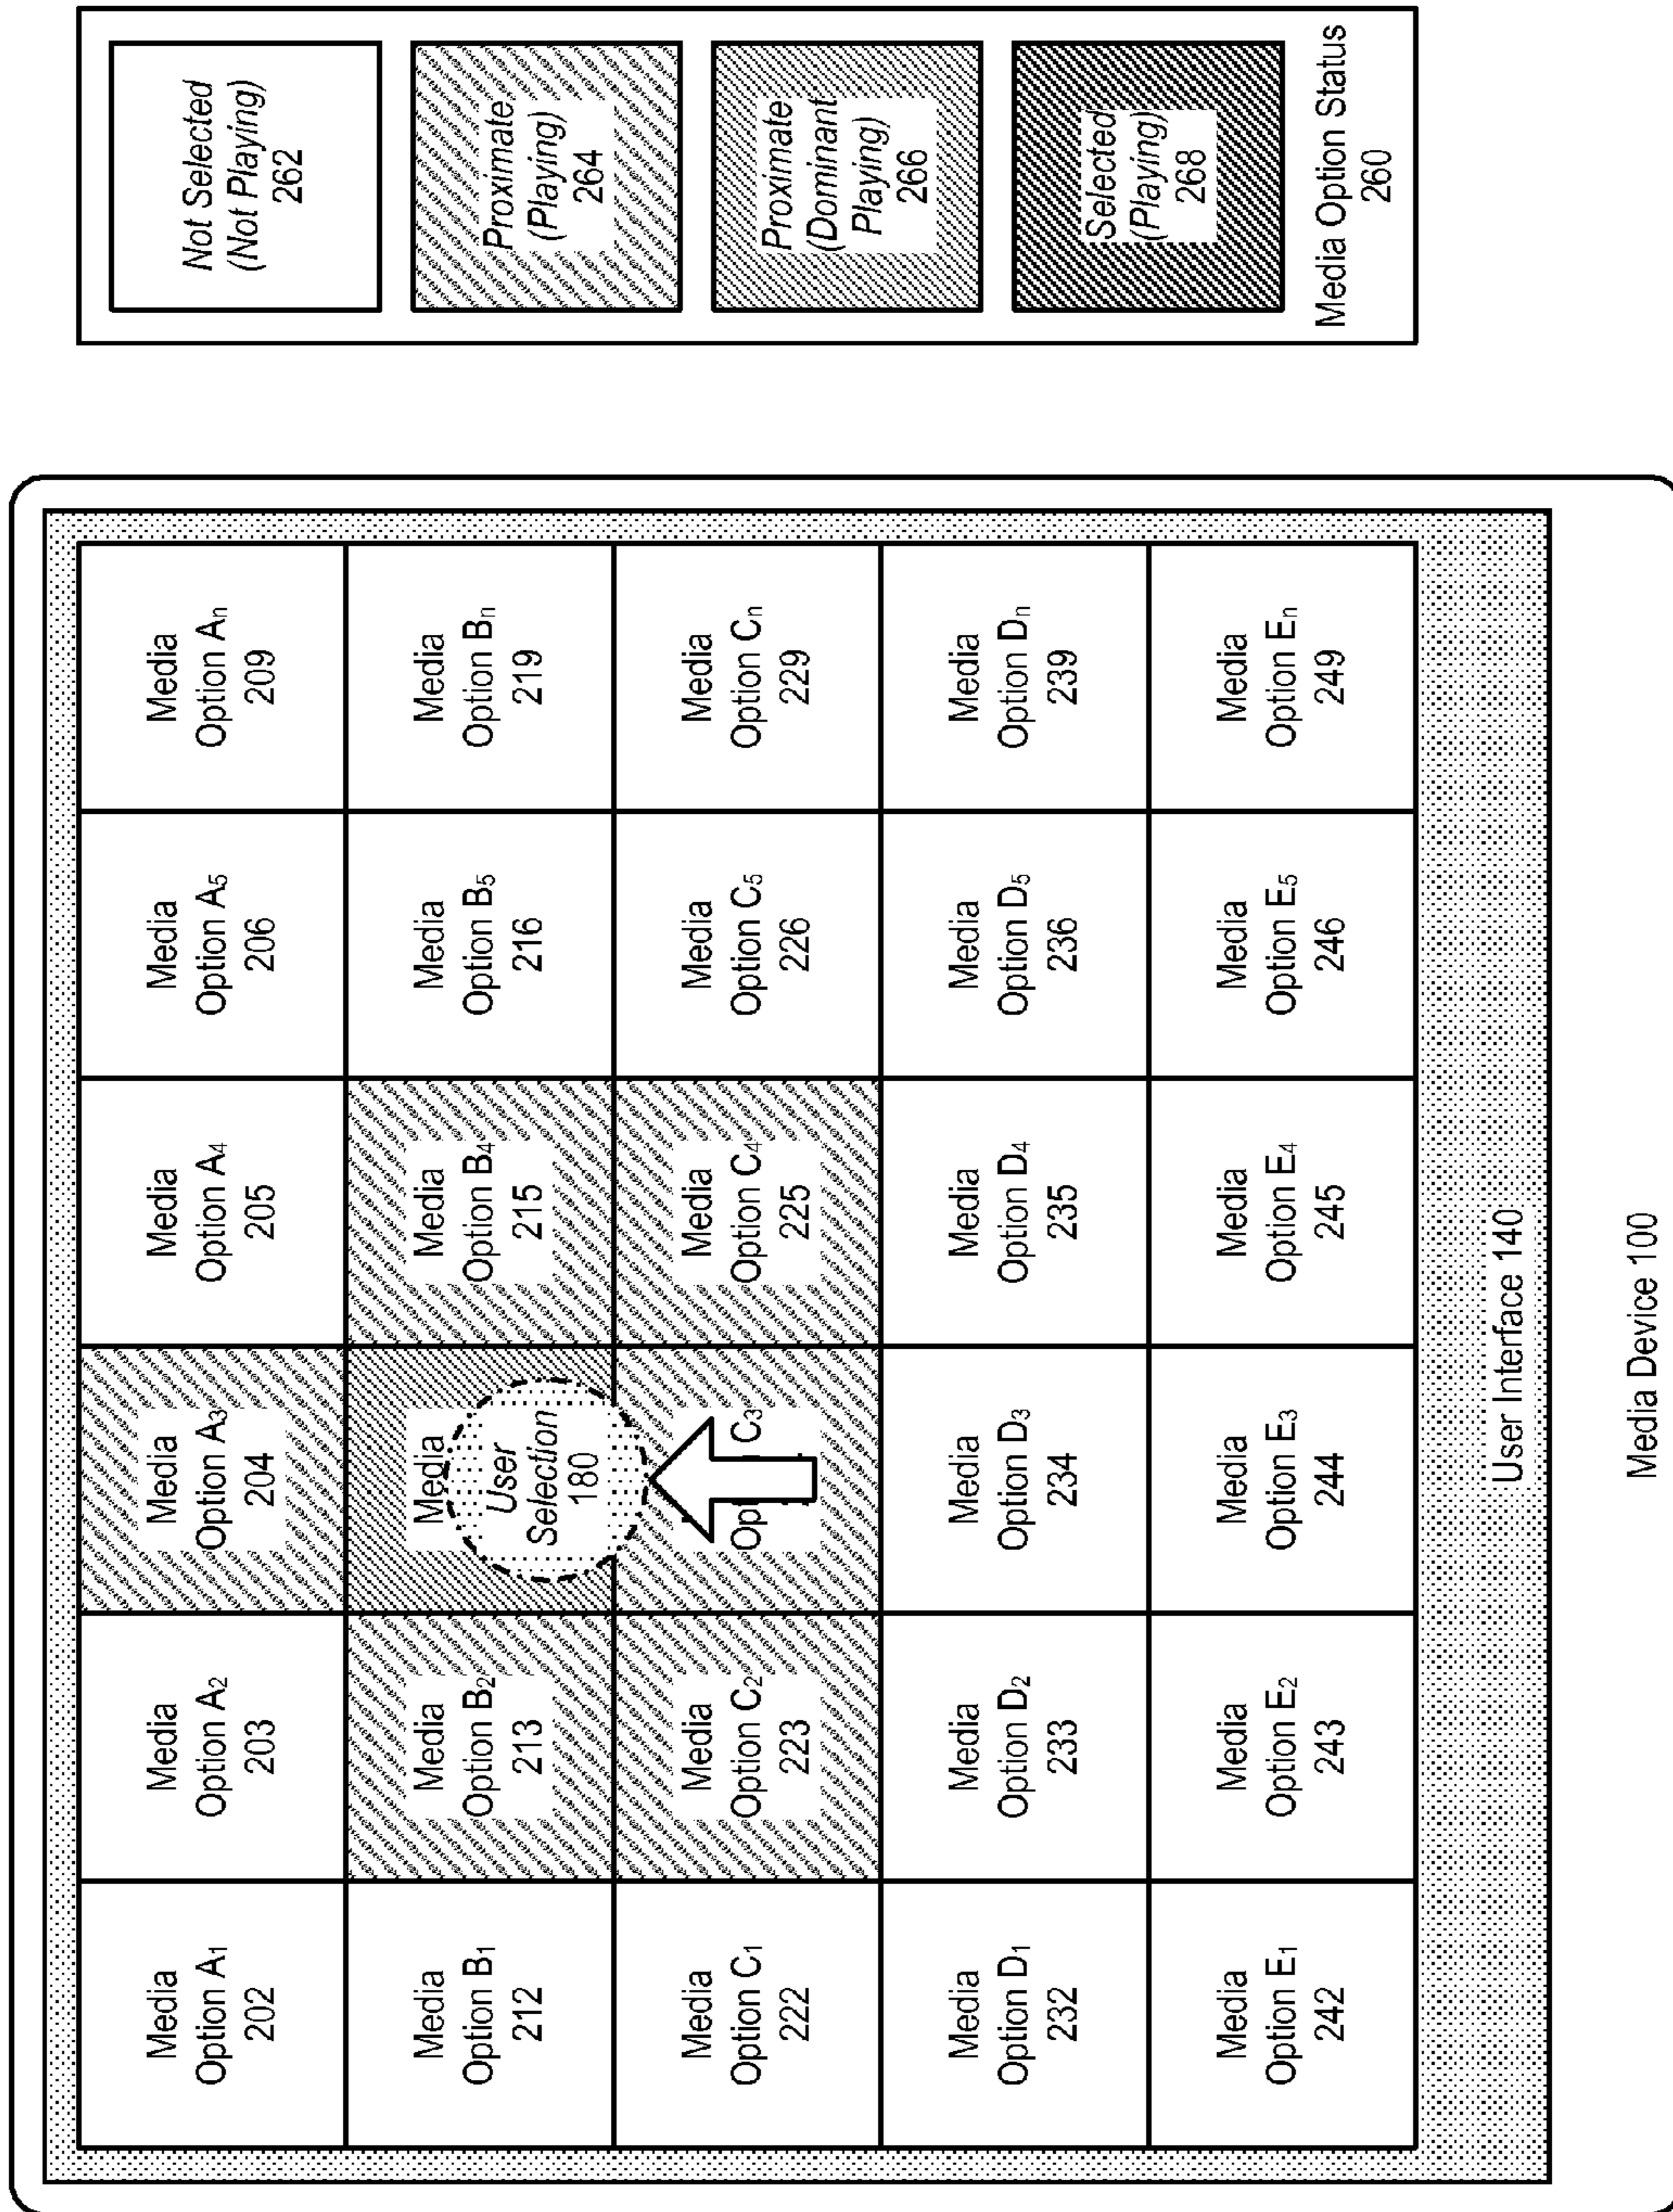 Media
Option A₁
202
Media
Option A₂
203
Media
Option A₃
204
Media
Option A₄
205
Media
Option A₅
206
Media
Option Aₙ
209
Media
Option B₁
212
Media
Option B₂
213
Media
User
Selection
180
Media
Option B₄
215
Media
Option B₅
216
Media
Option Bₙ
219
Media
Option C₁
222
Media
Option C₂
223
C₃
Media
Option C₄
225
Media
Option C₅
226
Media
Option Cₙ
229
Media
Option D₁
232
Media
Option D₂
233
Media
Option D₃
234
Media
Option D₄
235
Media
Option D₅
236
Media
Option Dₙ
239
Media
Option E₁
242
Media
Option E₂
243
Media
Option E₃
244
Media
Option E₄
245
Media
Option E₅
246
Media
Option Eₙ
249
User Interface 140
Media Device 100
Not Selected
(Not Playing)
262
Proximate
(Playing)
264
Proximate
(Dominant
Playing)
266
Selected
(Playing)
268
Media Option Status
260